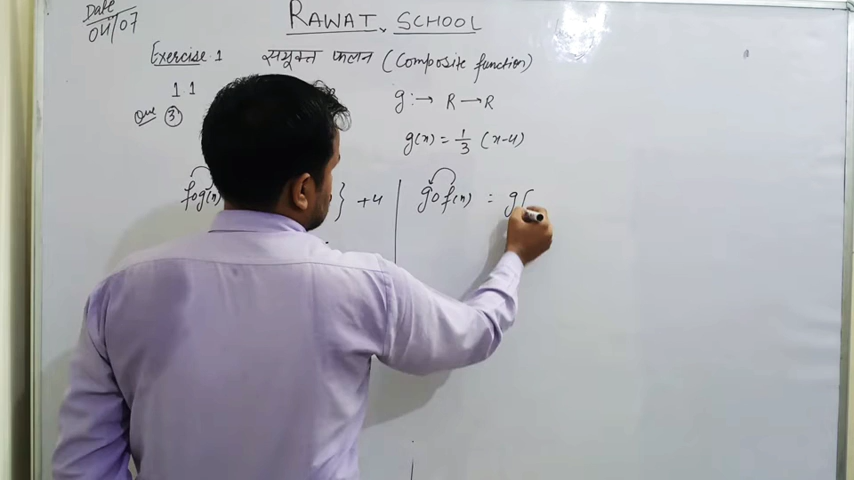 Date
04/07
RAWAT SCHOOL
Exercise 1 संयुक्त फलन (Composite function)
1 1
Que ③ g :→ R → R
g(x) = 1/3 (x-4)
fog(x) } + 4 | gof(x) = g(